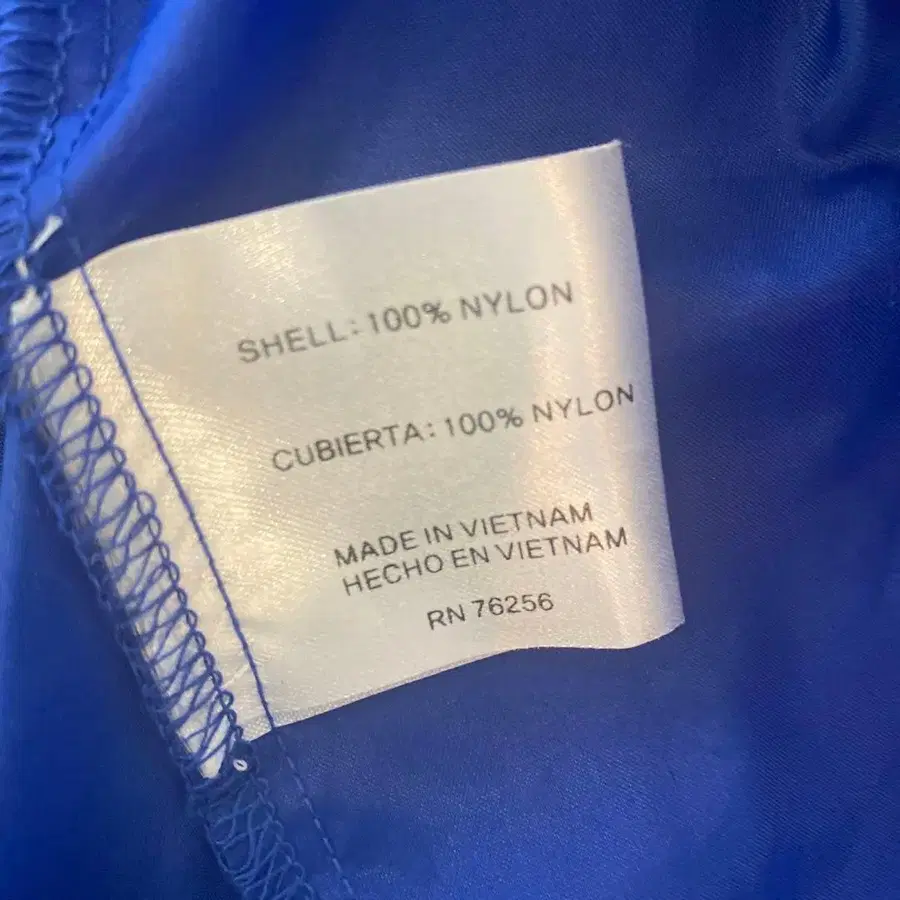 SHELL: 100% NYLON
CUBIERTA: 100% NYLON
MADE IN VIETNAM
HECHO EN VIETNAM
RN 76256